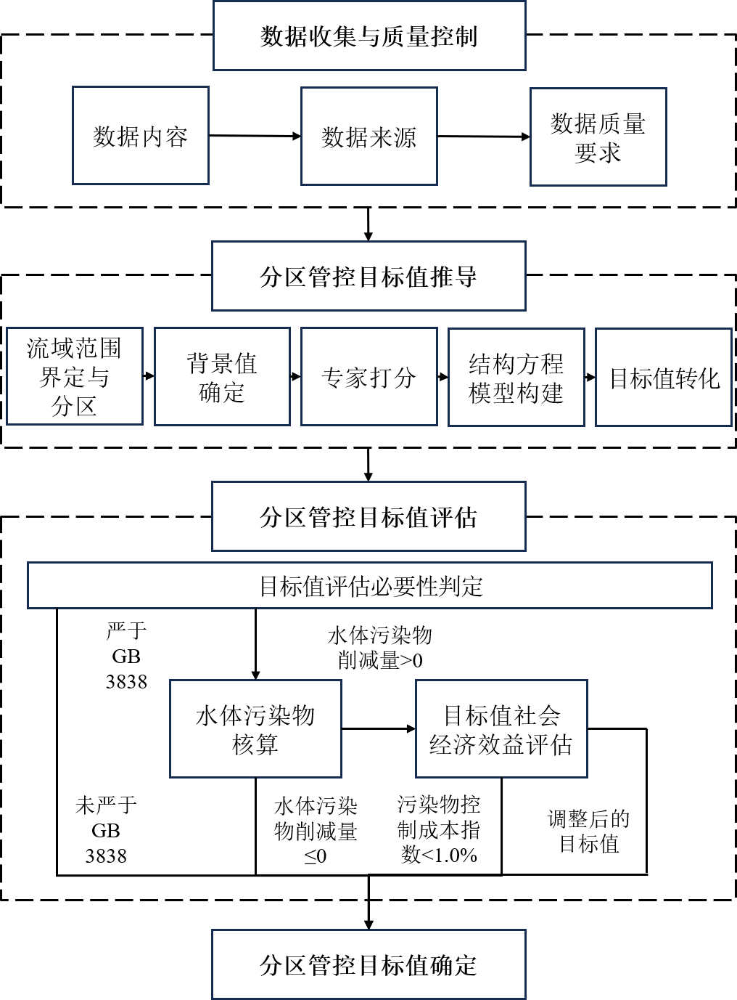 数据收集与质量控制
数据内容
数据来源
数据质量
要求
分区管控目标值推导
流域范围
界定与
分区
背景值
确定
专家打分
结构方程
模型构建
目标值转化
分区管控目标值评估
目标值评估必要性判定
严于
GB
3838
水体污染物
削减量>0
水体污染物
核算
目标值社会
经济效益评估
未严于
GB
3838
水体污染
物削减量
≤0
污染物控
制成本指
数<1.0%
调整后的
目标值
分区管控目标值确定